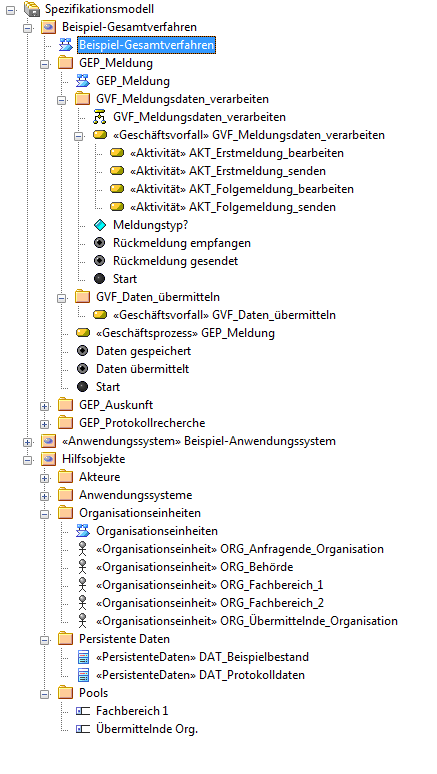 Spezifikationsmodell
Beispiel-Gesamtverfahren
Beispiel-Gesamtverfahren
GEP_Meldung
GEP_Meldung
GVF_Meldungsdaten_verarbeiten
GVF_Meldungsdaten_verarbeiten
«Geschäftsvorfall» GVF_Meldungsdaten_verarbeiten
«Aktivität» AKT_Erstmeldung_bearbeiten
«Aktivität» AKT_Erstmeldung_senden
«Aktivität» AKT_Folgemeldung_bearbeiten
«Aktivität» AKT_Folgemeldung_senden
Meldungstyp?
Rückmeldung empfangen
Rückmeldung gesendet
Start
GVF_Daten_übermitteln
«Geschäftsvorfall» GVF_Daten_übermitteln
«Geschäftsprozess» GEP_Meldung
Daten gespeichert
Daten übermittelt
Start
GEP_Auskunft
GEP_Protokollrecherche
«Anwendungssystem» Beispiel-Anwendungssystem
Hilfsobjekte
Akteure
Anwendungssysteme
Organisationseinheiten
Organisationseinheiten
«Organisationseinheit» ORG_Anfragende_Organisation
«Organisationseinheit» ORG_Behörde
«Organisationseinheit» ORG_Fachbereich_1
«Organisationseinheit» ORG_Fachbereich_2
«Organisationseinheit» ORG_Übermittelnde_Organisation
Persistente Daten
«PersistenteDaten» DAT_Beispielbestand
«PersistenteDaten» DAT_Protokolldaten
Pools
Fachbereich 1
Übermittelnde Org.